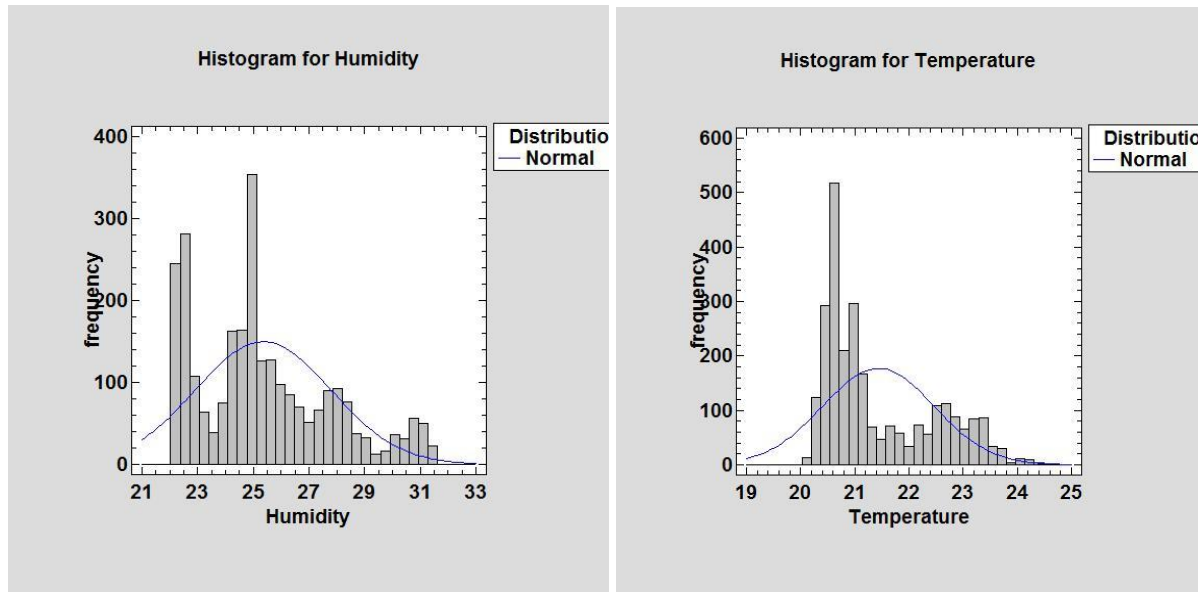 Histogram for Humidity
Distributio
Normal
400
300
200
100
0
frequency
21 23 25 27 29 31 33
Humidity
Histogram for Temperature
Distributio
Normal
600
500
400
300
200
100
0
frequency
19 20 21 22 23 24 25
Temperature